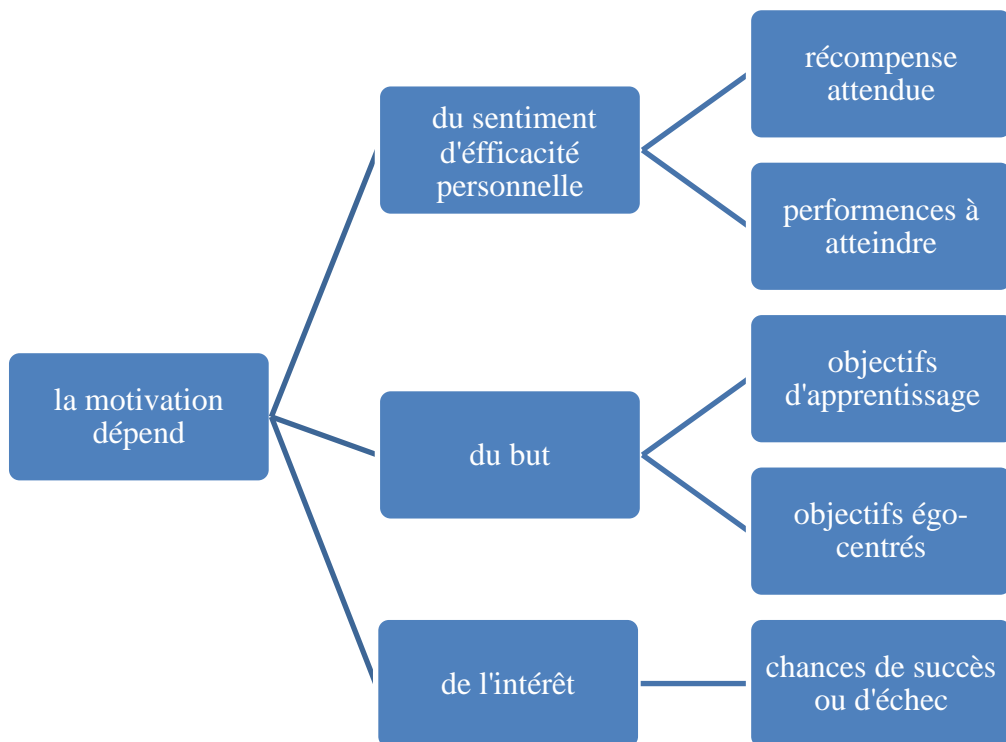 la motivation
dépend
du sentiment
d'éfficacité
personnelle
récompense
attendue
performences à
atteindre
du but
objectifs
d'apprentissage
objectifs égo-
centrés
de l'intérêt
chances de succès
ou d'échec